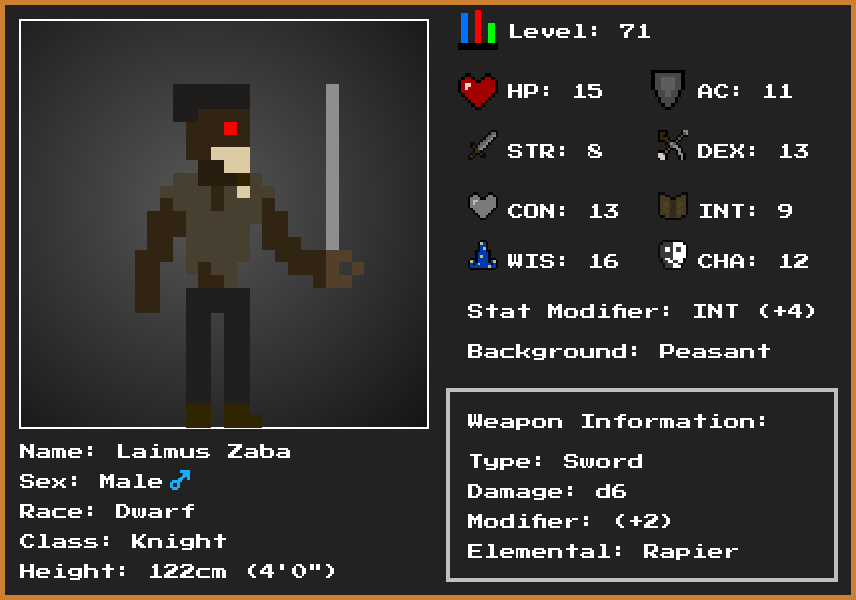 Level: 71
HP: 15 AC: 11
STR: 8 DEX: 13
CON: 13 INT: 9
WIS: 16 CHA: 12
Stat Modifier: INT (+4)
Background: Peasant
Weapon Information:
Type: Sword
Damage: d6
Modifier: (+2)
Elemental: Rapier
Name: Laimus Zaba
Sex: Male♂
Race: Dwarf
Class: Knight
Height: 122cm (4'0")